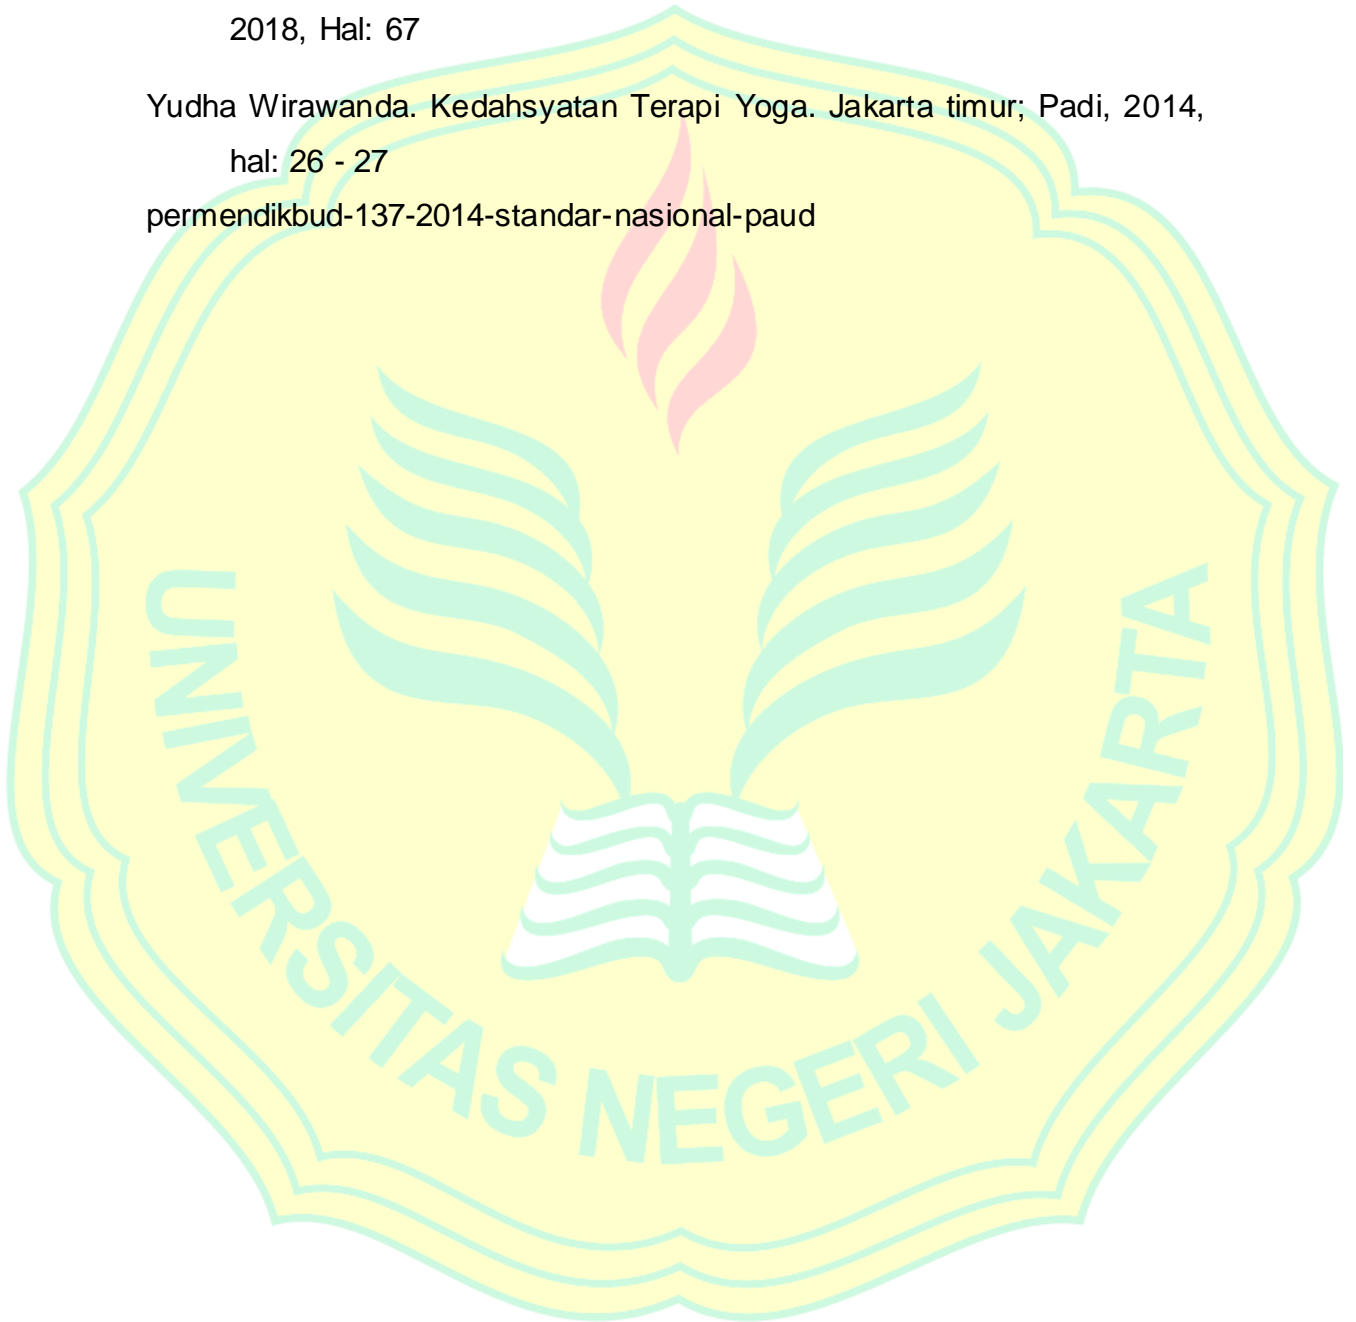 2018, Hal: 67
Yudha Wirawanda. Kedahsyatan Terapi Yoga. Jakarta timur; Padi, 2014,
hal: 26 - 27
permendikbud-137-2014-standar-nasional-paud
UNIVERSITAS NEGERI JAKARTA